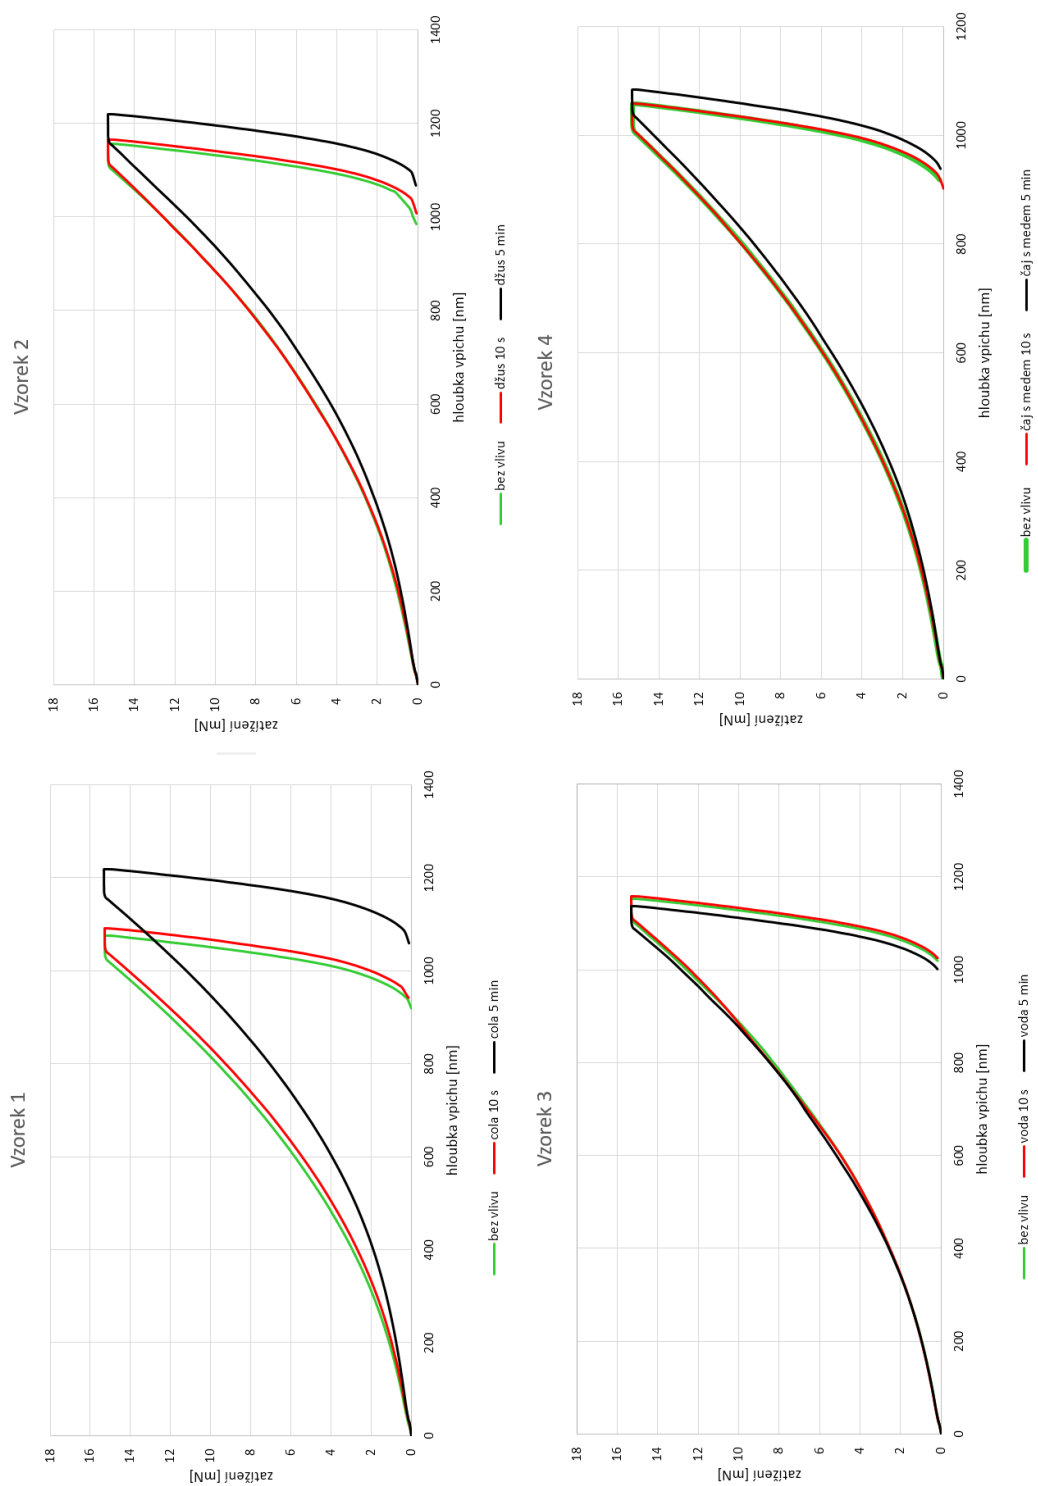 Vzorek 1
zatížení [mN]
18
16
14
12
10
8
6
4
2
0
0 200 400 600 800 1000 1200 1400
hloubka vpichu [nm]
bez vlivu cola 10 s cola 5 min
Vzorek 2
zatížení [mN]
18
16
14
12
10
8
6
4
2
0
0 200 400 600 800 1000 1200 1400
hloubka vpichu [nm]
bez vlivu džus 10 s džus 5 min
Vzorek 3
zatížení [mN]
18
16
14
12
10
8
6
4
2
0
0 200 400 600 800 1000 1200 1400
hloubka vpichu [nm]
bez vlivu voda 10 s voda 5 min
Vzorek 4
zatížení [mN]
18
16
14
12
10
8
6
4
2
0
0 200 400 600 800 1000 1200
hloubka vpichu [nm]
bez vlivu čaj s medem 10 s čaj s medem 5 min